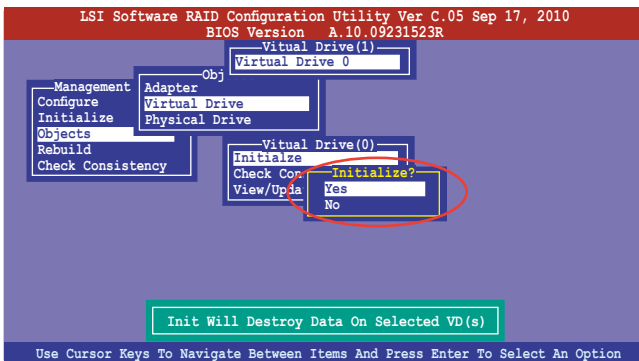 LSI Software RAID Configuration Utility Ver C.05 Sep 17, 2010
BIOS Version A.10.09231523R
Vitual Drive(1)
Virtual Drive 0
Obj
Adapter
Virtual Drive
Physical Drive
Management
Configure
Initialize
Objects
Rebuild
Check Consistency
Vitual Drive(0)
Initialze
Check Con
View/Upda
Initialize?
Yes
No
Init Will Destroy Data On Selected VD(s)
Use Cursor Keys To Navigate Between Items And Press Enter To Select An Option